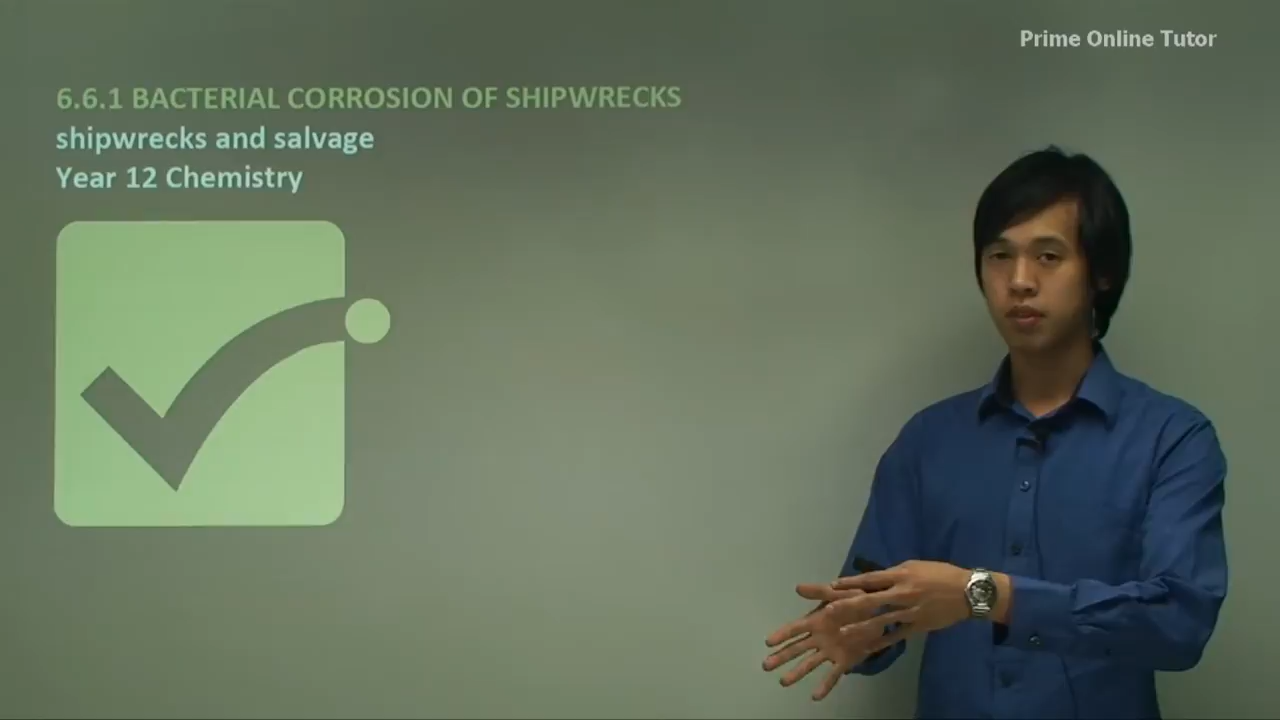 Prime Online Tutor
6.6.1 BACTERIAL CORROSION OF SHIPWRECKS
shipwrecks and salvage
Year 12 Chemistry